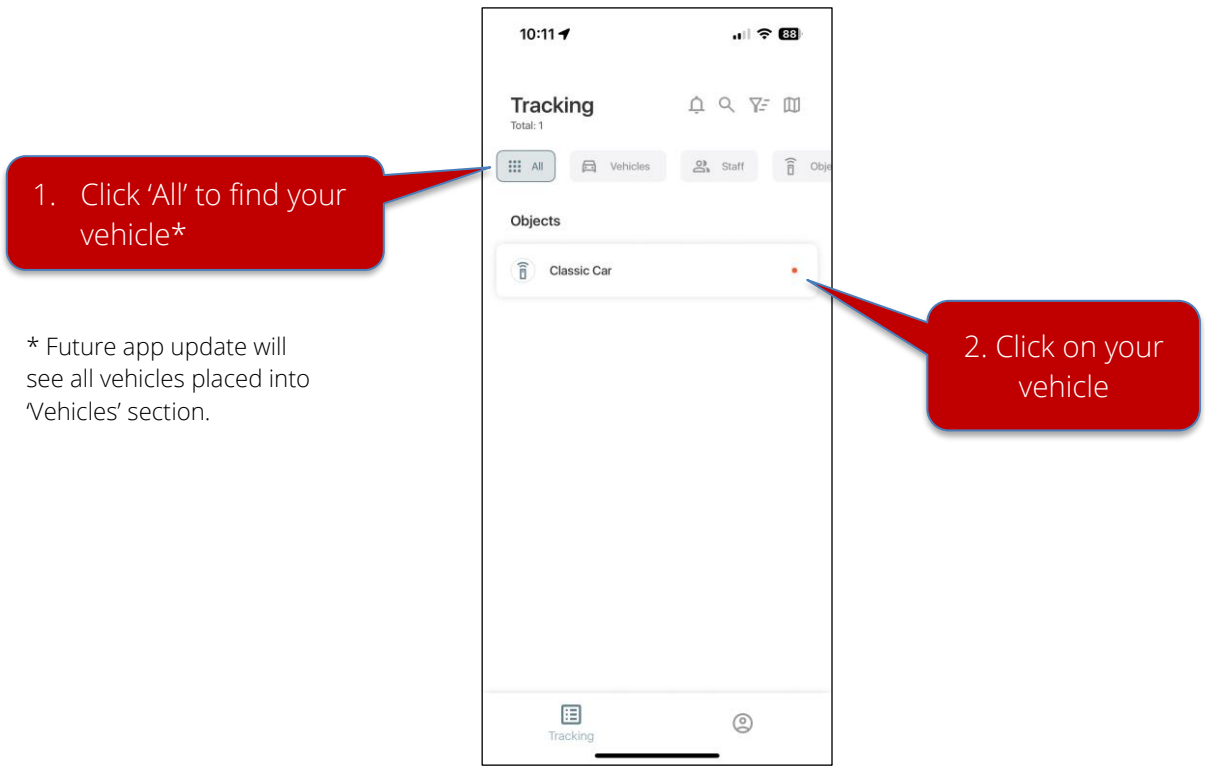 10:11
88
Tracking
Total: 1
All
Vehicles
Staff
Obje
1. Click ‘All’ to find your
vehicle*
Objects
Classic Car
* Future app update will
see all vehicles placed into
‘Vehicles’ section.
2. Click on your
vehicle
Tracking